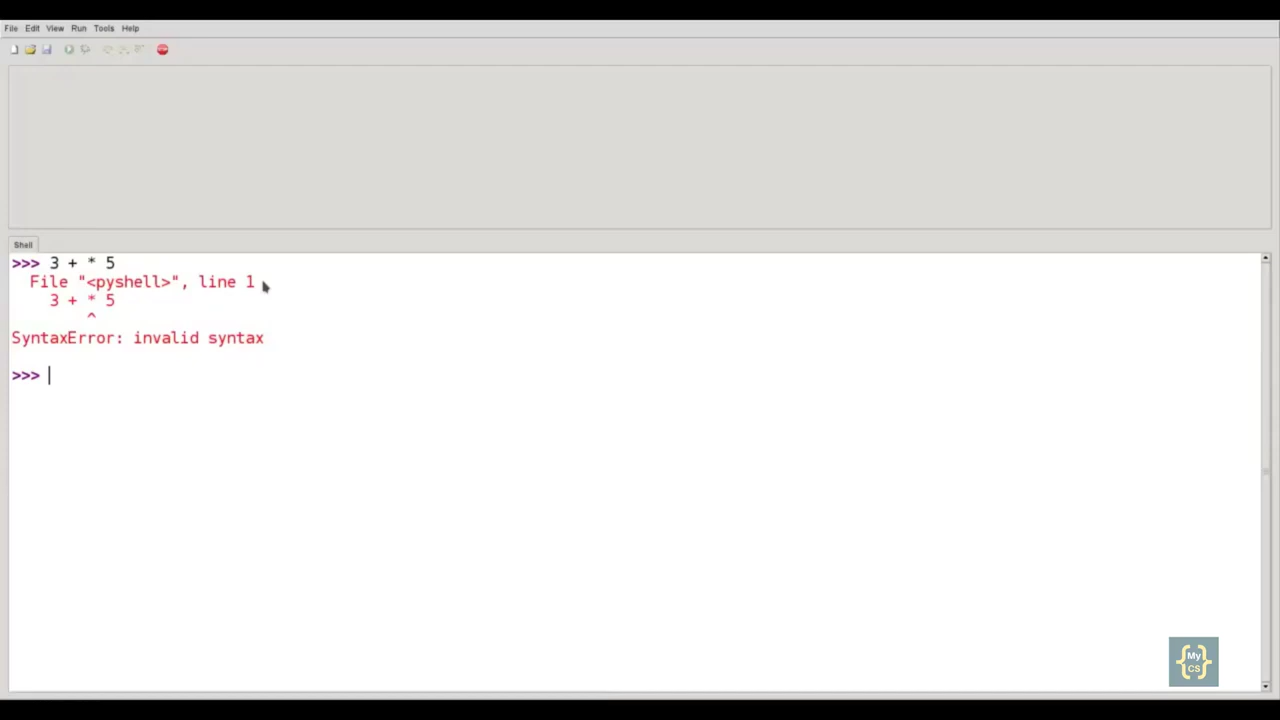 File Edit View Run Tools Help
Shell
>>> 3 + * 5
  File "<pyshell>", line 1
    3 + * 5
        ^
SyntaxError: invalid syntax
>>>
{My CS}